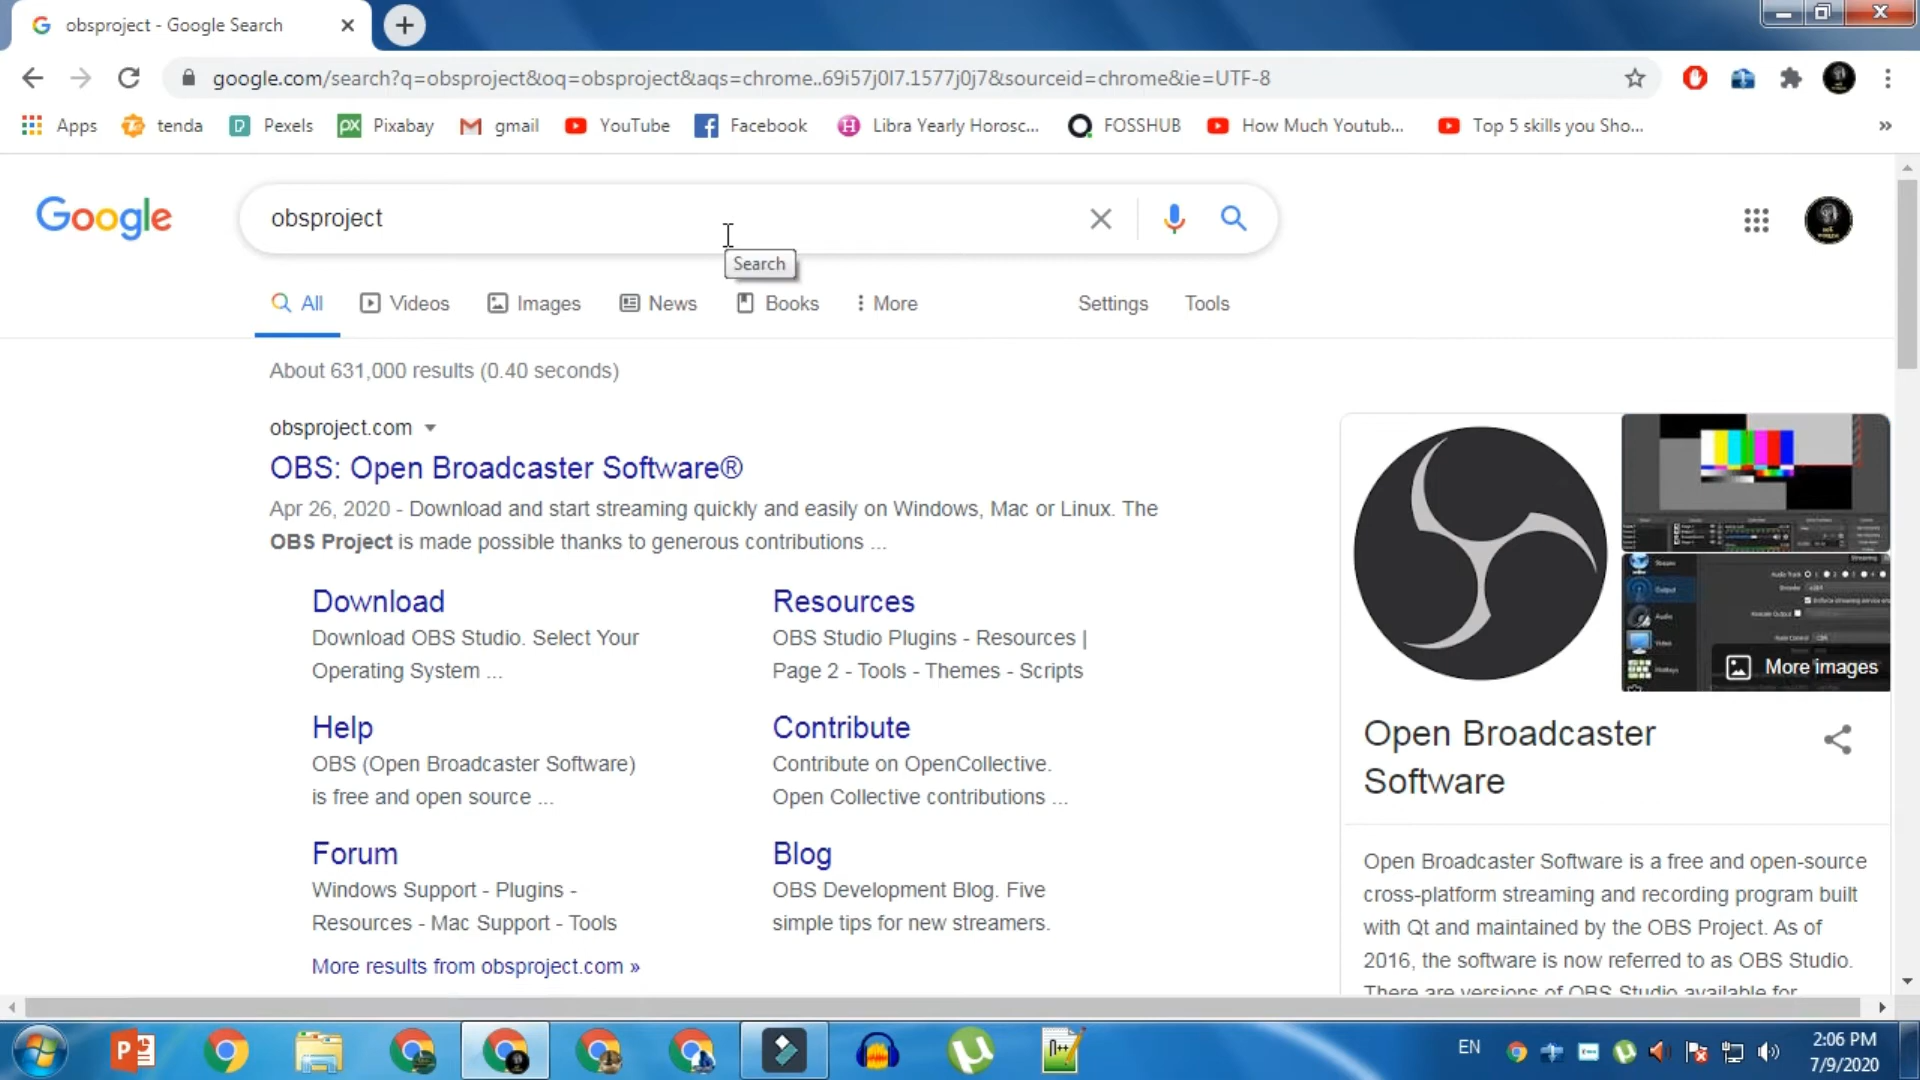 obsproject - Google Search
google.com/search?q=obsproject&oq=obsproject&aqs=chrome..69i57j0l7.1577j0j7&sourceid=chrome&ie=UTF-8
Apps tenda Pexels px Pixabay gmail YouTube Facebook Libra Yearly Horosc... FOSSHUB How Much Youtub... Top 5 skills you Sho... »
Google
obsproject
Search
All Videos Images News Books More Settings Tools
About 631,000 results (0.40 seconds)
obsproject.com
OBS: Open Broadcaster Software®
Apr 26, 2020 - Download and start streaming quickly and easily on Windows, Mac or Linux. The
OBS Project is made possible thanks to generous contributions ...
Download
Download OBS Studio. Select Your
Operating System ...
Resources
OBS Studio Plugins - Resources |
Page 2 - Tools - Themes - Scripts
Help
OBS (Open Broadcaster Software)
is free and open source ...
Contribute
Contribute on OpenCollective.
Open Collective contributions ...
Forum
Windows Support - Plugins -
Resources - Mac Support - Tools
Blog
OBS Development Blog. Five
simple tips for new streamers.
More results from obsproject.com »
Stream
Output
Audio
Video
Hotkeys
More images
Open Broadcaster
Software
Open Broadcaster Software is a free and open-source
cross-platform streaming and recording program built
with Qt and maintained by the OBS Project. As of
2016, the software is now referred to as OBS Studio.
There are versions of OBS Studio available for
EN
2:06 PM
7/9/2020